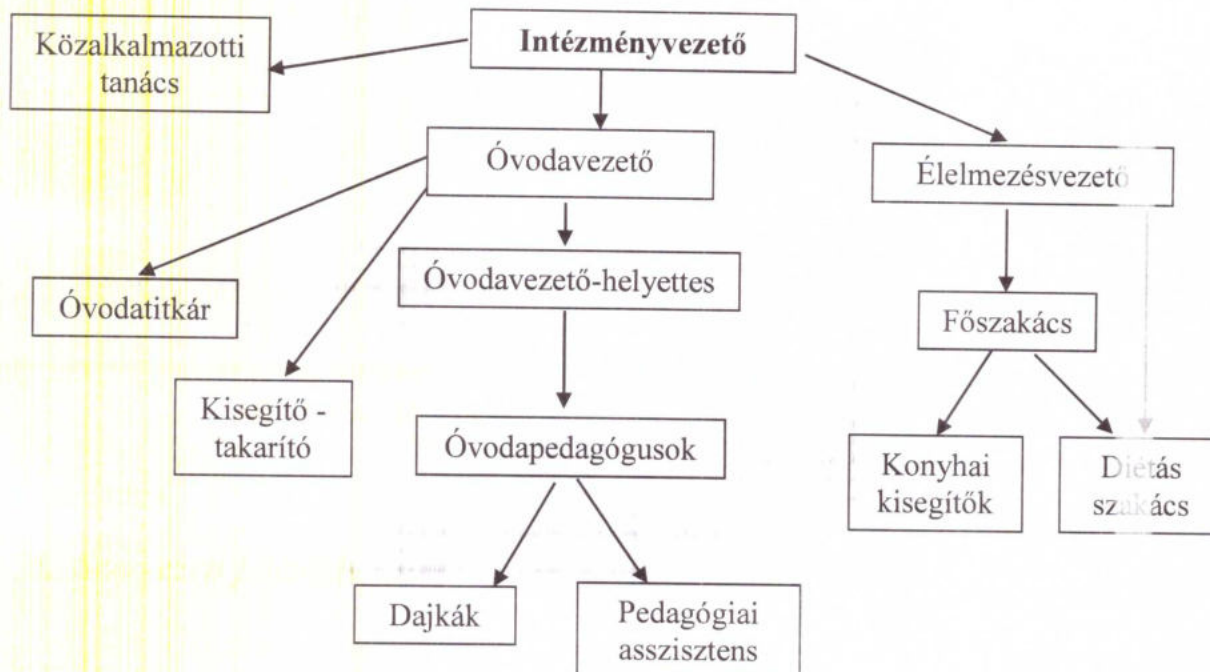 Közalkalmazotti
tanács
Intézményvezető
Óvodavezető
Élelmezésvezető
Óvodatitkár
Óvodavezető-helyettes
Főszakács
Kisegítő -
takarító
Óvodapedagógusok
Konyhai
kisegítők
Diétás
szakács
Dajkák
Pedagógiai
asszisztens